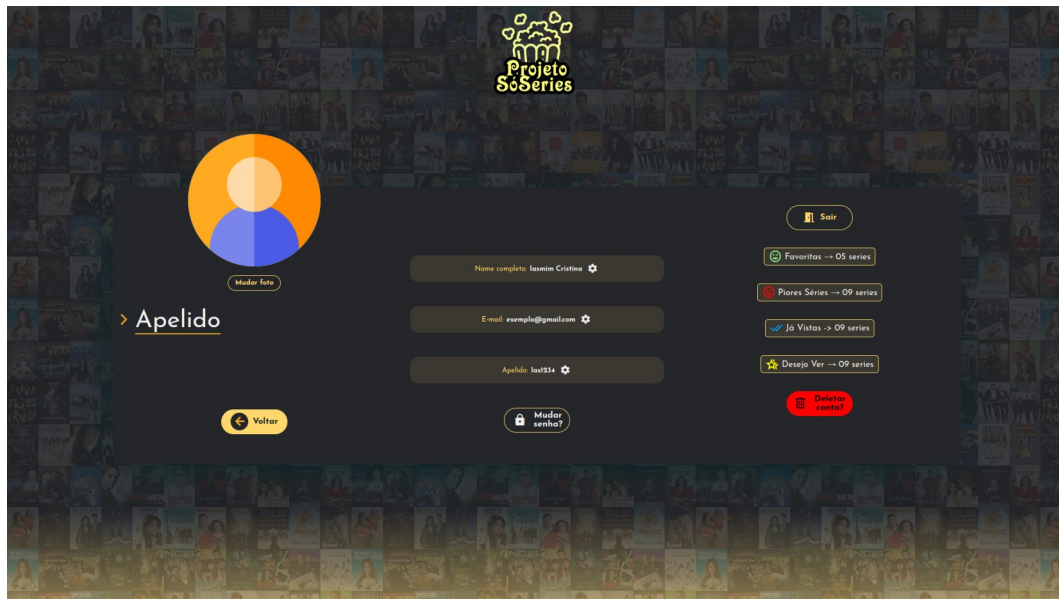 Projeto
SóSeries
Mudar foto
> Apelido
Voltar
Nome completo: Iasmim Cristina
E-mail: exemplo@gmail.com
Apelido: Ias1234
Mudar
senha?
Sair
Favoritas → 05 series
Piores Séries → 09 series
Já Vistas -> 09 series
Desejo Ver → 09 series
Deletar
conta?